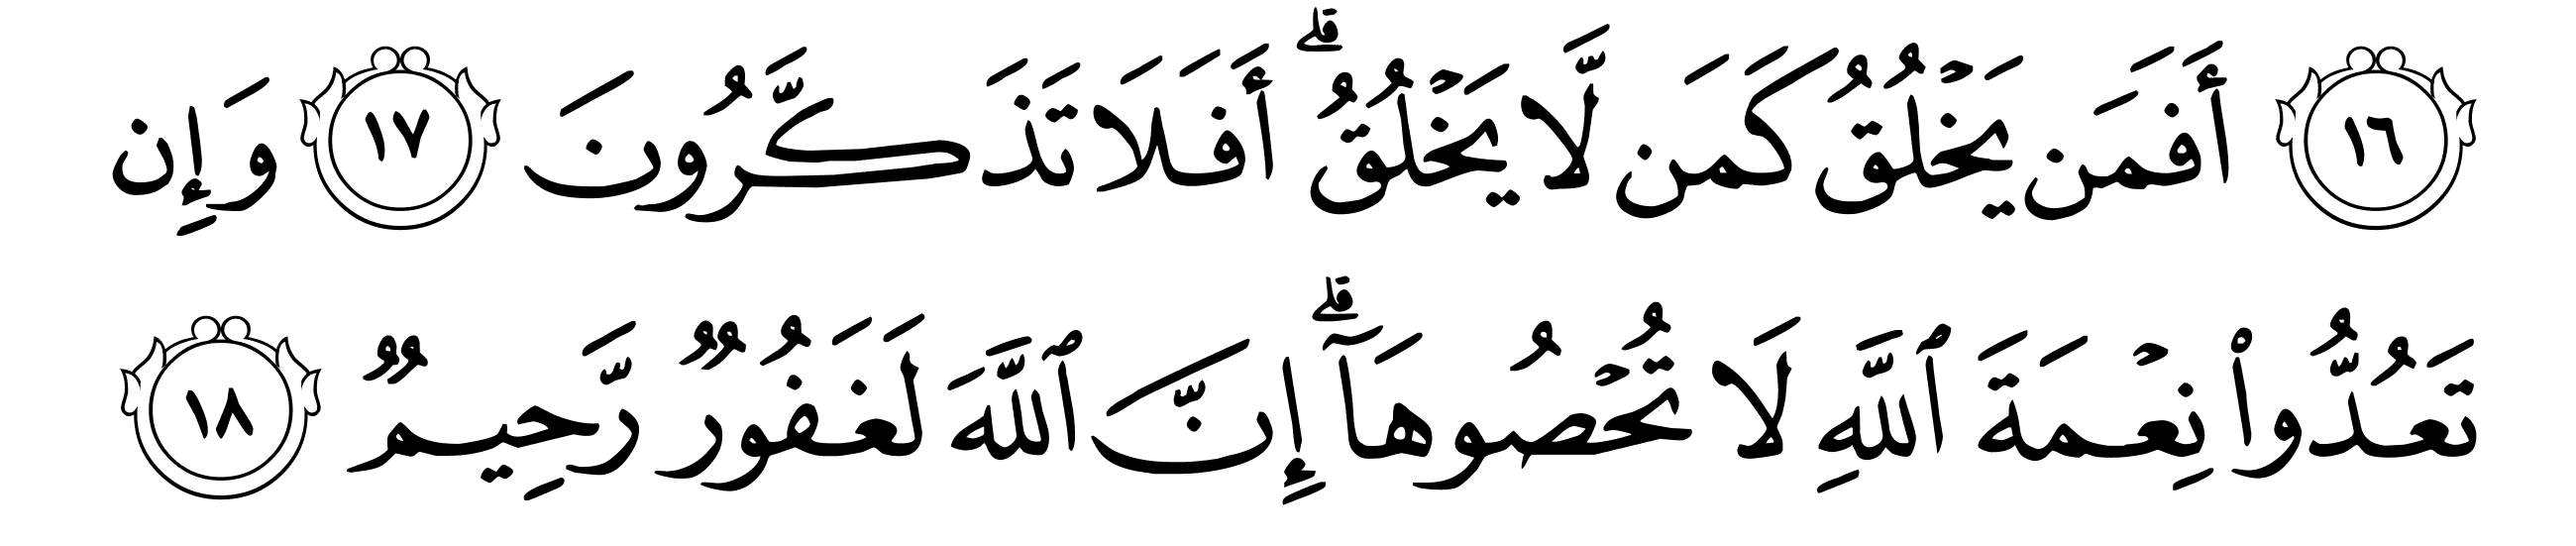 ١٦ أَفَمَن يَخۡلُقُ كَمَن لَّا يَخۡلُقُۗ أَفَلَا تَذَكَّرُونَ ١٧ وَإِن
تَعُدُّواْ نِعۡمَةَ ٱللَّهِ لَا تُحۡصُوهَآۗ إِنَّ ٱللَّهَ لَغَفُورٞ رَّحِيمٞ ١٨